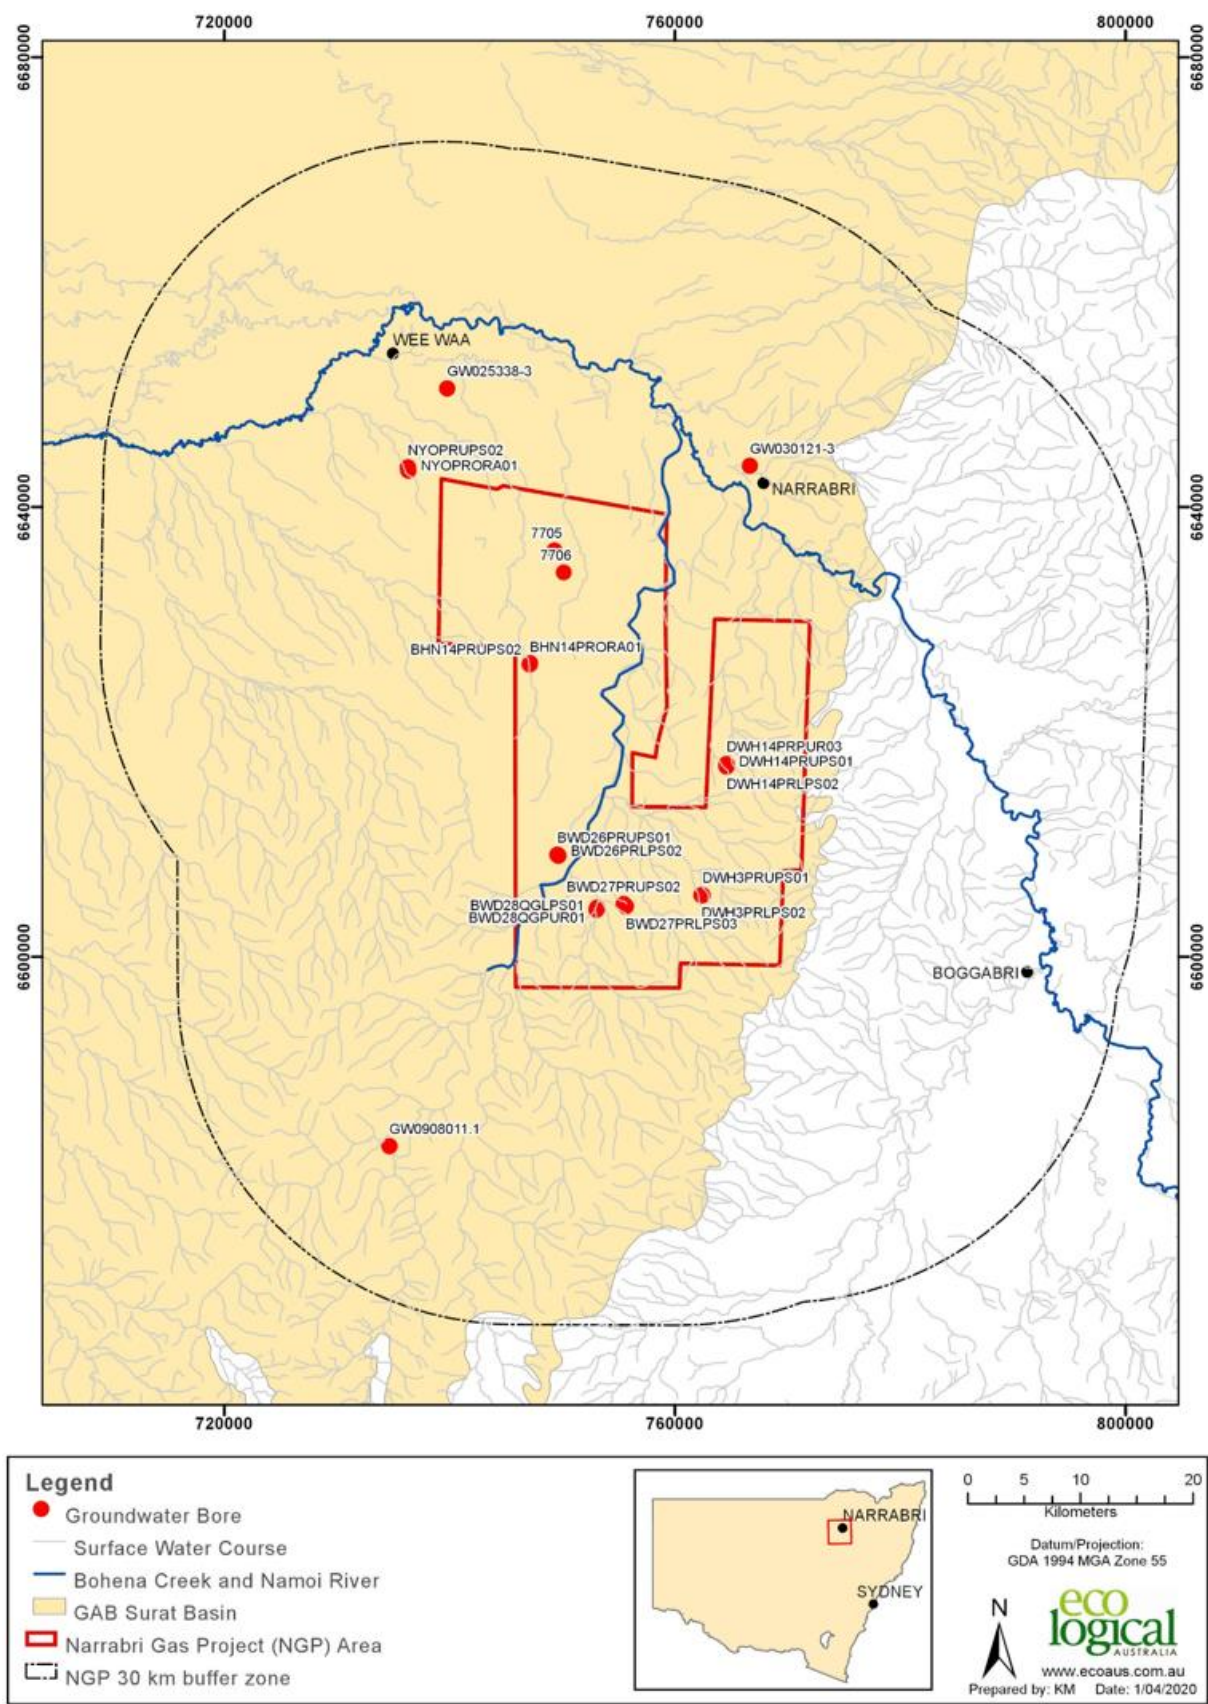 720000
760000
800000
6680000
6680000
WEE WAA
GW025338-3
NYOPRUPS02
NYOPRORA01
GW030121-3
NARRABRI
6640000
6640000
7705
7706
BHN14PRUPS02
BHN14PRORA01
DWH14PRPUR03
DWH14PRUPS01
DWH14PRLPS02
BWD26PRUPS01
BWD26PRLPS02
BWD27PRUPS02
DWH3PRUPS01
BWD28QGLPS01
BWD28QGPUR01
DWH3PRLPS02
BWD27PRLPS03
6600000
6600000
BOGGABRI
GW0908011.1
720000
760000
800000
Legend
Groundwater Bore
Surface Water Course
Bohena Creek and Namoi River
GAB Surat Basin
Narrabri Gas Project (NGP) Area
NGP 30 km buffer zone
NARRABRI
SYDNEY
0 5 10 20
Kilometers
Datum/Projection:
GDA 1994 MGA Zone 55
N
eco
logical
AUSTRALIA
www.ecoaus.com.au
Prepared by: KM Date: 1/04/2020